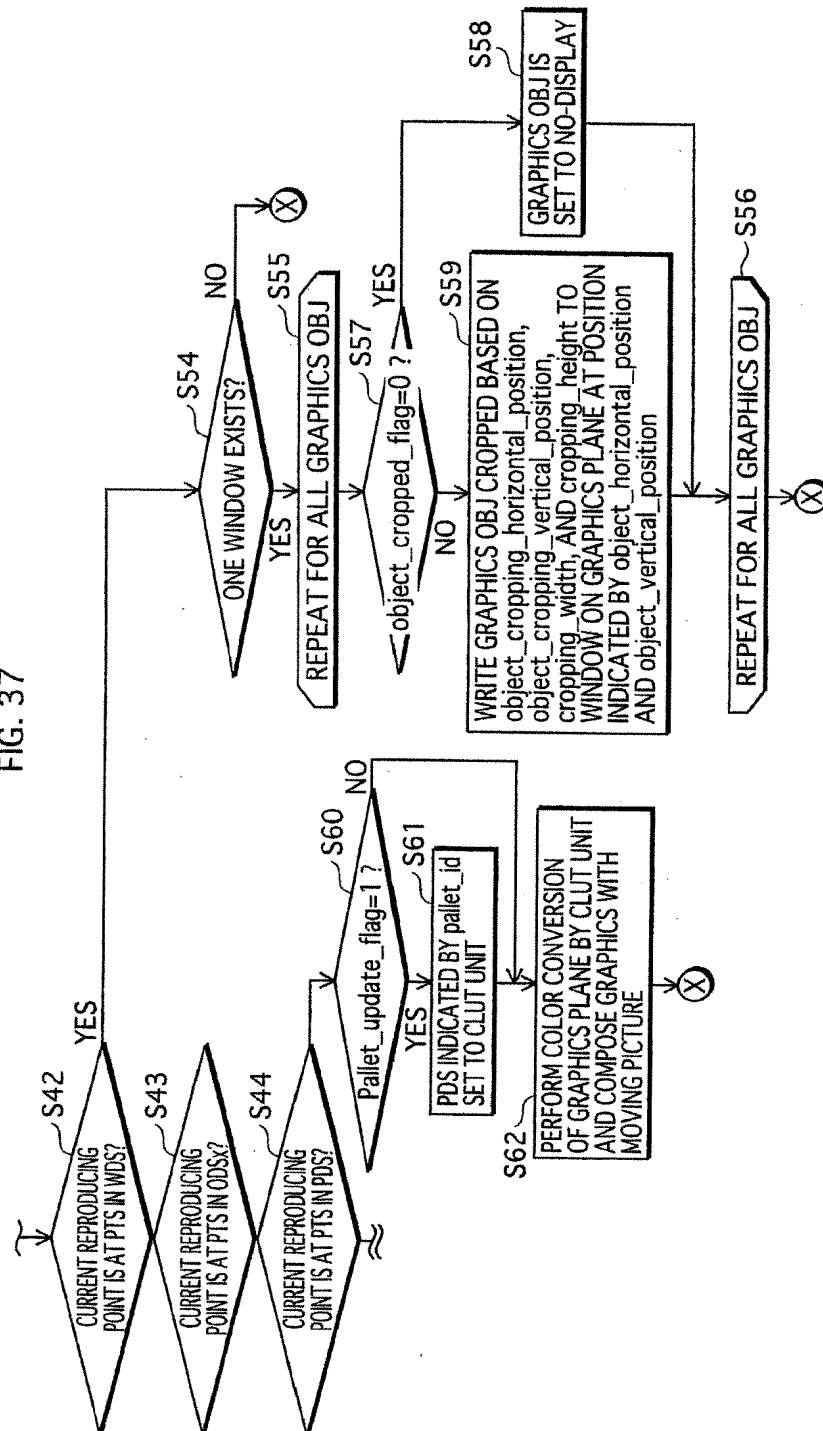 FIG. 37
S42
CURRENT REPRODUCING
POINT IS AT PTS IN WDS?
YES
S43
CURRENT REPRODUCING
POINT IS AT PTS IN ODSx?
S44
CURRENT REPRODUCING
POINT IS AT PTS IN PDS?
S54
ONE WINDOW EXISTS?
NO
X
YES
S55
REPEAT FOR ALL GRAPHICS OBJ
S57
object_cropped_flag=0 ?
YES
NO
S58
GRAPHICS OBJ IS
SET TO NO-DISPLAY
S59
WRITE GRAPHICS OBJ CROPPED BASED ON
object_cropping_horizontal_position,
object_cropping_vertical_position,
cropping_width, AND cropping_height TO
WINDOW ON GRAPHICS PLANE AT POSITION
INDICATED BY object_horizontal_position
AND object_vertical_position
S56
REPEAT FOR ALL GRAPHICS OBJ
X
S60
Pallet_update_flag=1 ?
NO
YES
S61
PDS INDICATED BY pallet_id
SET TO CLUT UNIT
S62
PERFORM COLOR CONVERSION
OF GRAPHICS PLANE BY CLUT UNIT
AND COMPOSE GRAPHICS WITH
MOVING PICTURE
X